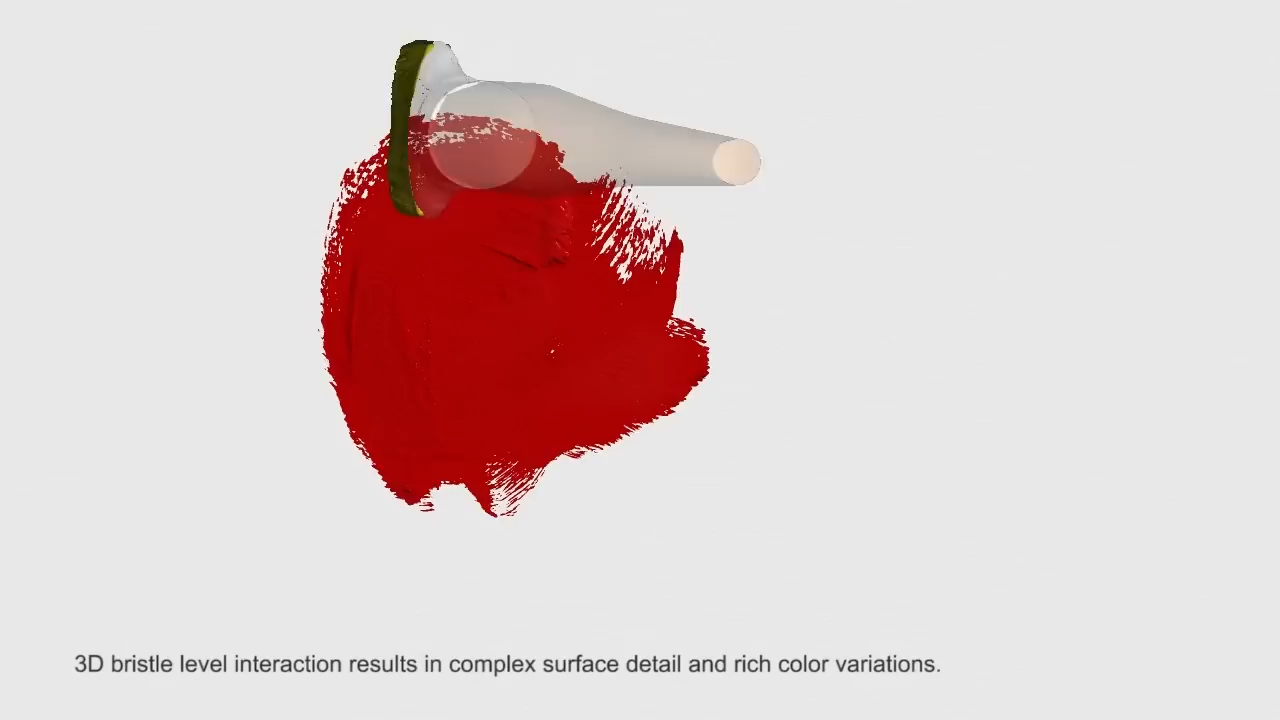 3D bristle level interaction results in complex surface detail and rich color variations.